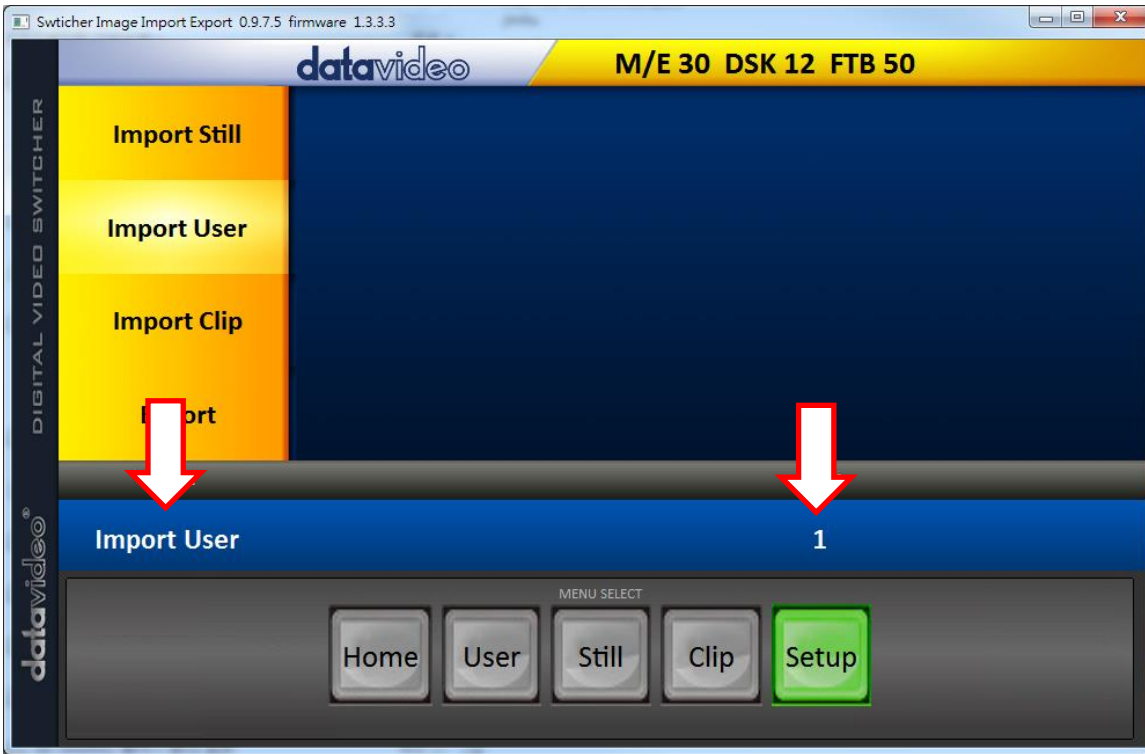 Swticher Image Import Export 0.9.7.5 firmware 1.3.3.3
datavideo
M/E 30 DSK 12 FTB 50
DIGITAL VIDEO SWITCHER
datavideo®
Import Still
Import User
Import Clip
Import User
1
MENU SELECT
Home User Still Clip Setup